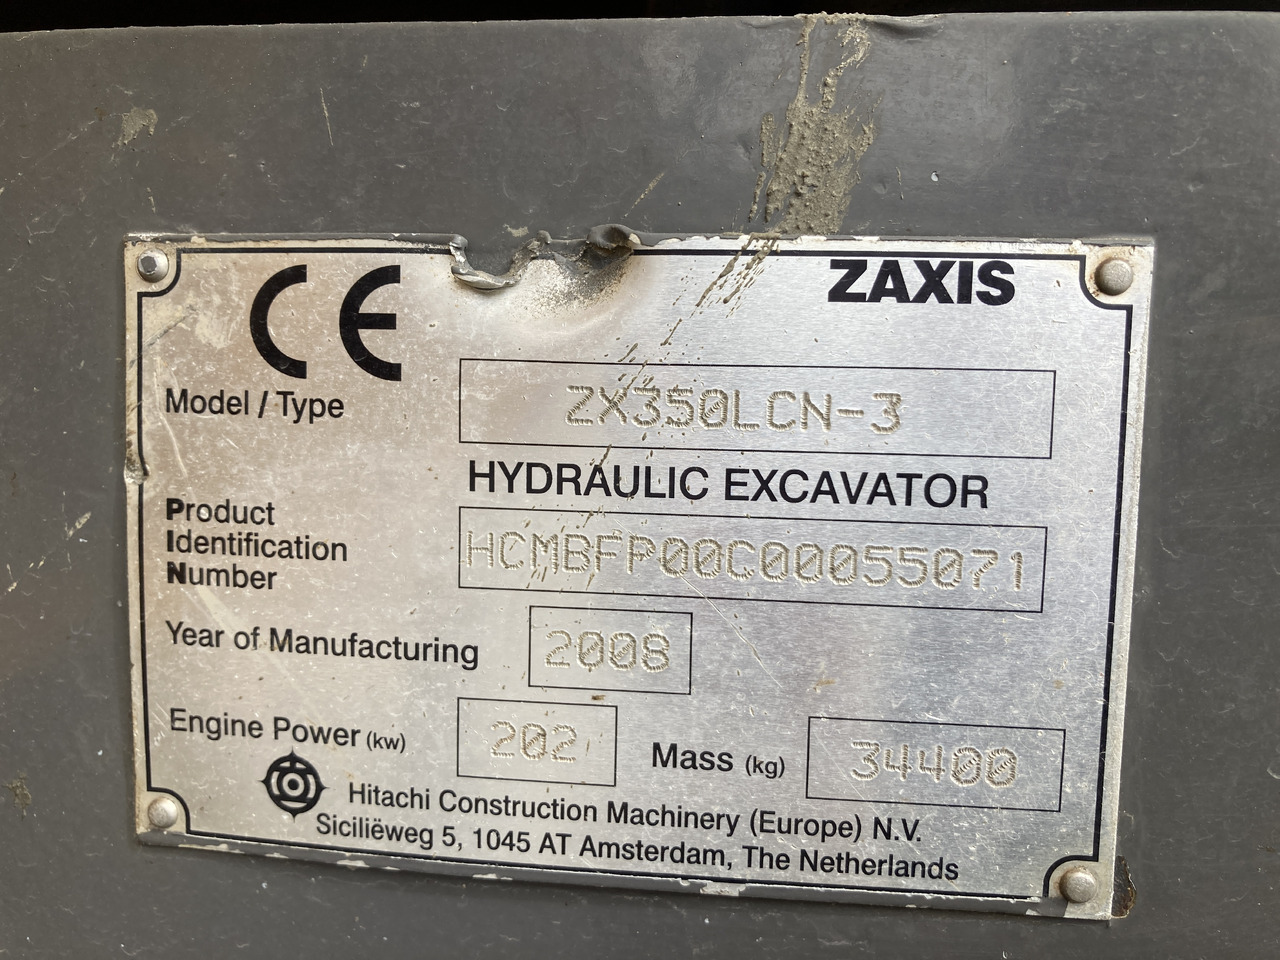 CE
ZAXIS
Model / Type
ZX350LCN-3
HYDRAULIC EXCAVATOR
Product
Identification
Number
HCMBFP00C00055071
Year of Manufacturing
2008
Engine Power (kw)
202
Mass (kg)
34400
Hitachi Construction Machinery (Europe) N.V.
Siciliëweg 5, 1045 AT Amsterdam, The Netherlands